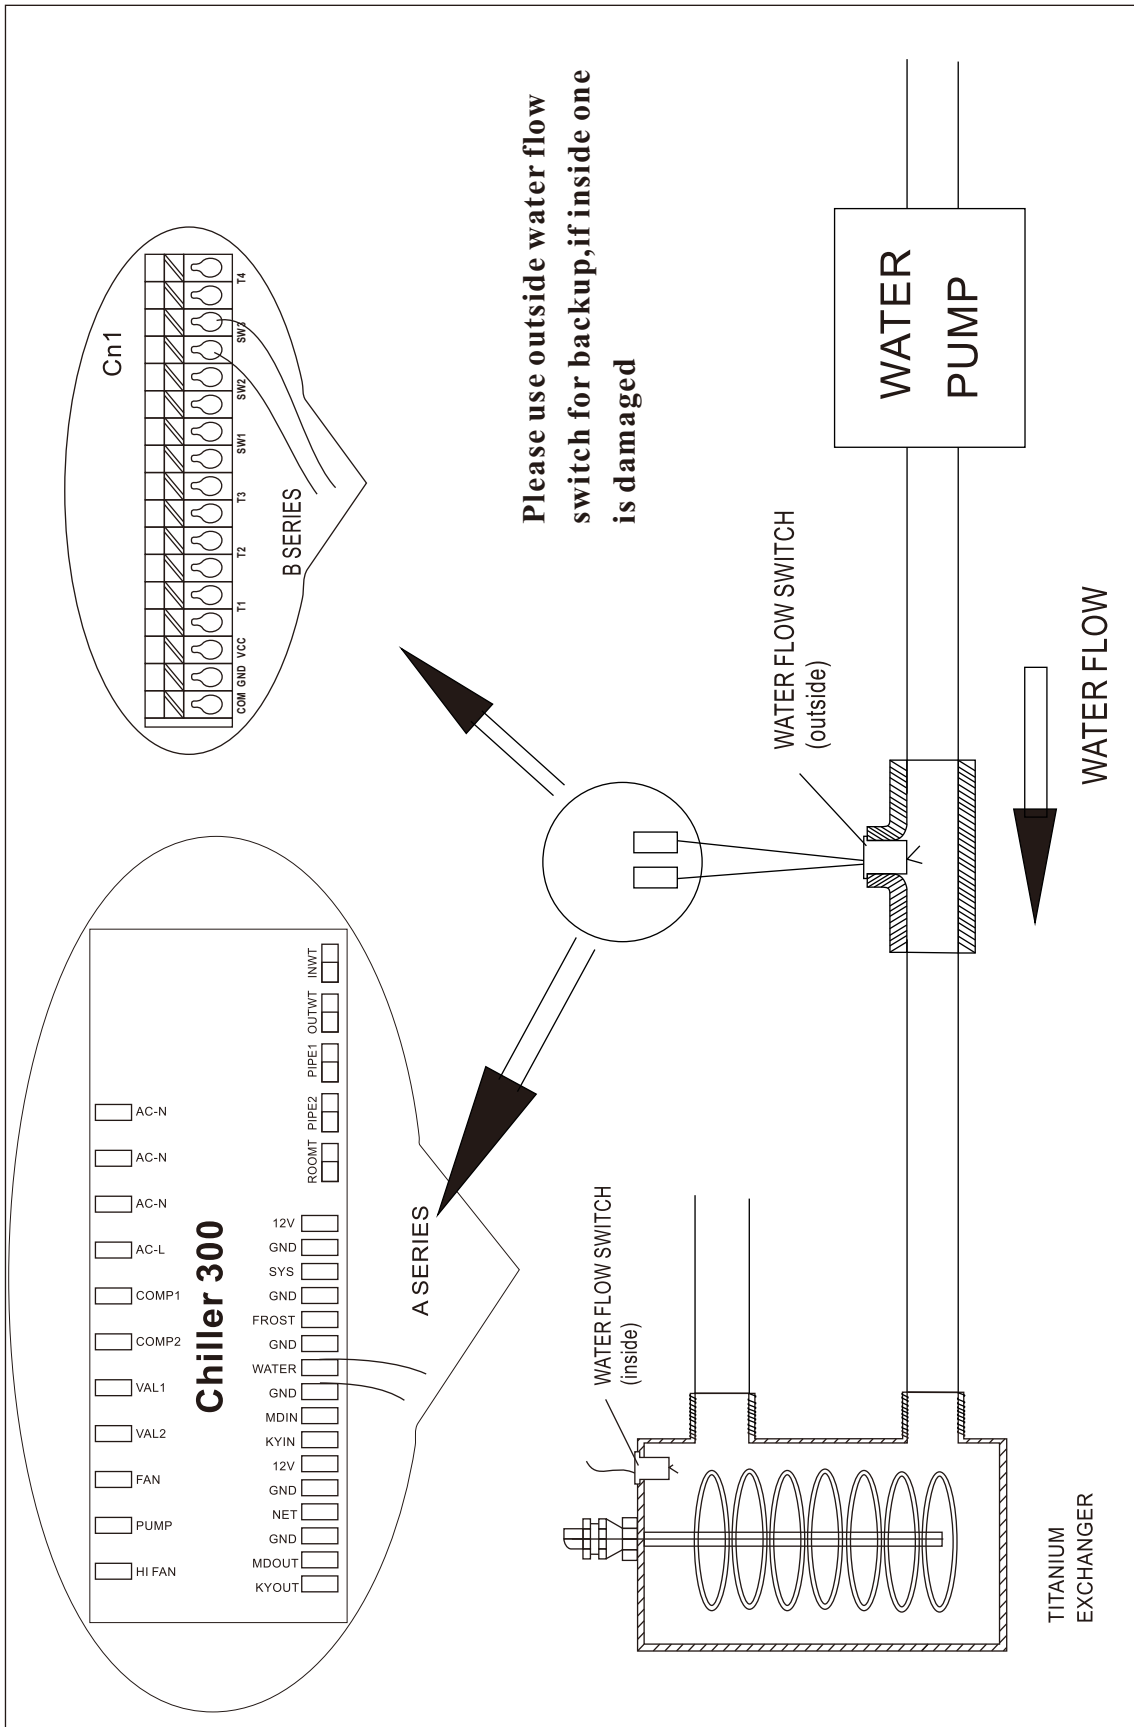 Cn1
COM GND VCC T1 T2 T3 SW1 SW2 SW3 T4
B SERIES
Please use outside water flow
switch for backup,if inside one
is damaged
WATER
PUMP
WATER FLOW SWITCH
(outside)
WATER FLOW
AC-N
AC-N
AC-N
AC-L
COMP1
COMP2
VAL1
VAL2
FAN
PUMP
HI FAN
Chiller 300
INWT
OUTWT
PIPE1
PIPE2
ROOMT
12V
GND
SYS
GND
FROST
GND
WATER
GND
MDIN
KYIN
12V
GND
NET
GND
MDOUT
KYOUT
A SERIES
WATER FLOW SWITCH
(inside)
TITANIUM
EXCHANGER